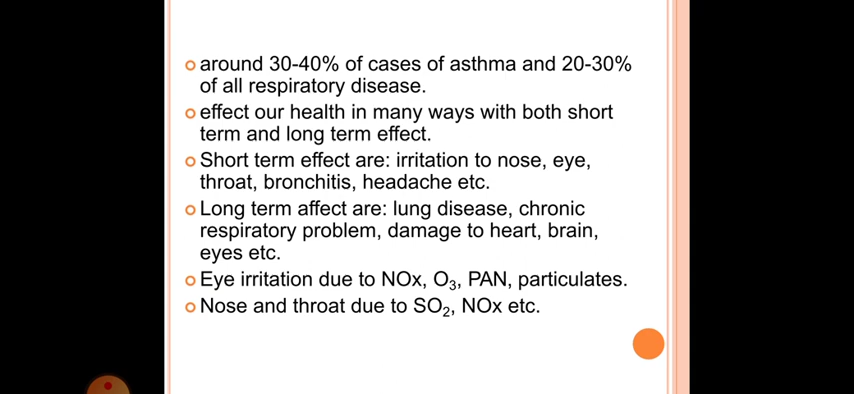 around 30-40% of cases of asthma and 20-30%
of all respiratory disease.
effect our health in many ways with both short
term and long term effect.
Short term effect are: irritation to nose, eye,
throat, bronchitis, headache etc.
Long term affect are: lung disease, chronic
respiratory problem, damage to heart, brain,
eyes etc.
Eye irritation due to NOx, O₃, PAN, particulates.
Nose and throat due to SO₂, NOx etc.